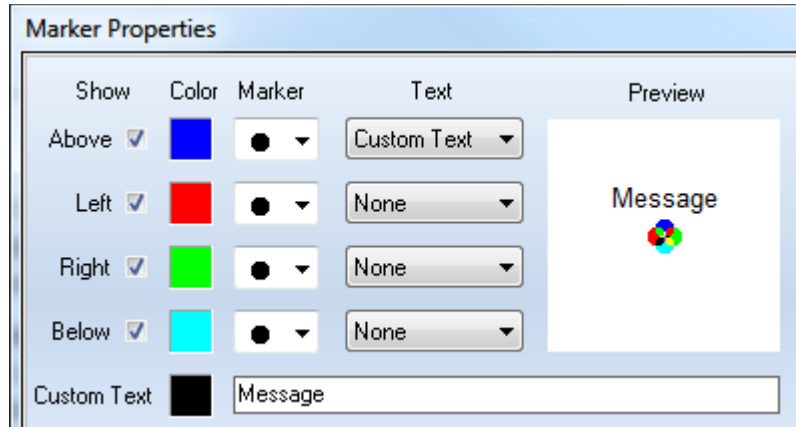 Marker Properties
Show Color Marker Text Preview
Above Custom Text
Left None Message
Right None
Below None
Custom Text Message